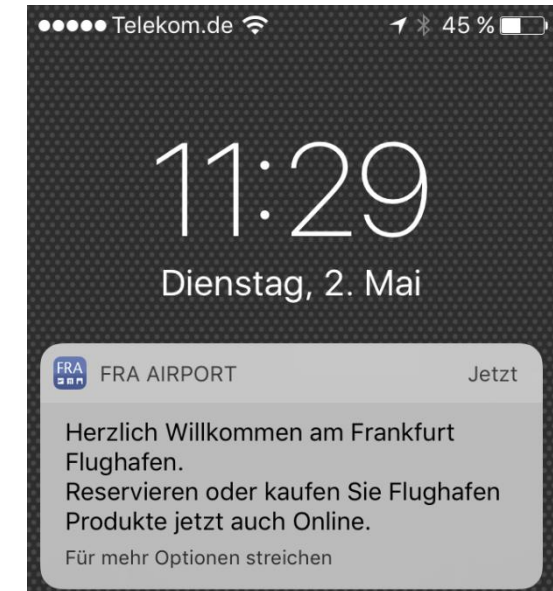 Telekom.de 45 %
11:29
Dienstag, 2. Mai
FRA FRA AIRPORT Jetzt
Herzlich Willkommen am Frankfurt
Flughafen.
Reservieren oder kaufen Sie Flughafen
Produkte jetzt auch Online.
Für mehr Optionen streichen